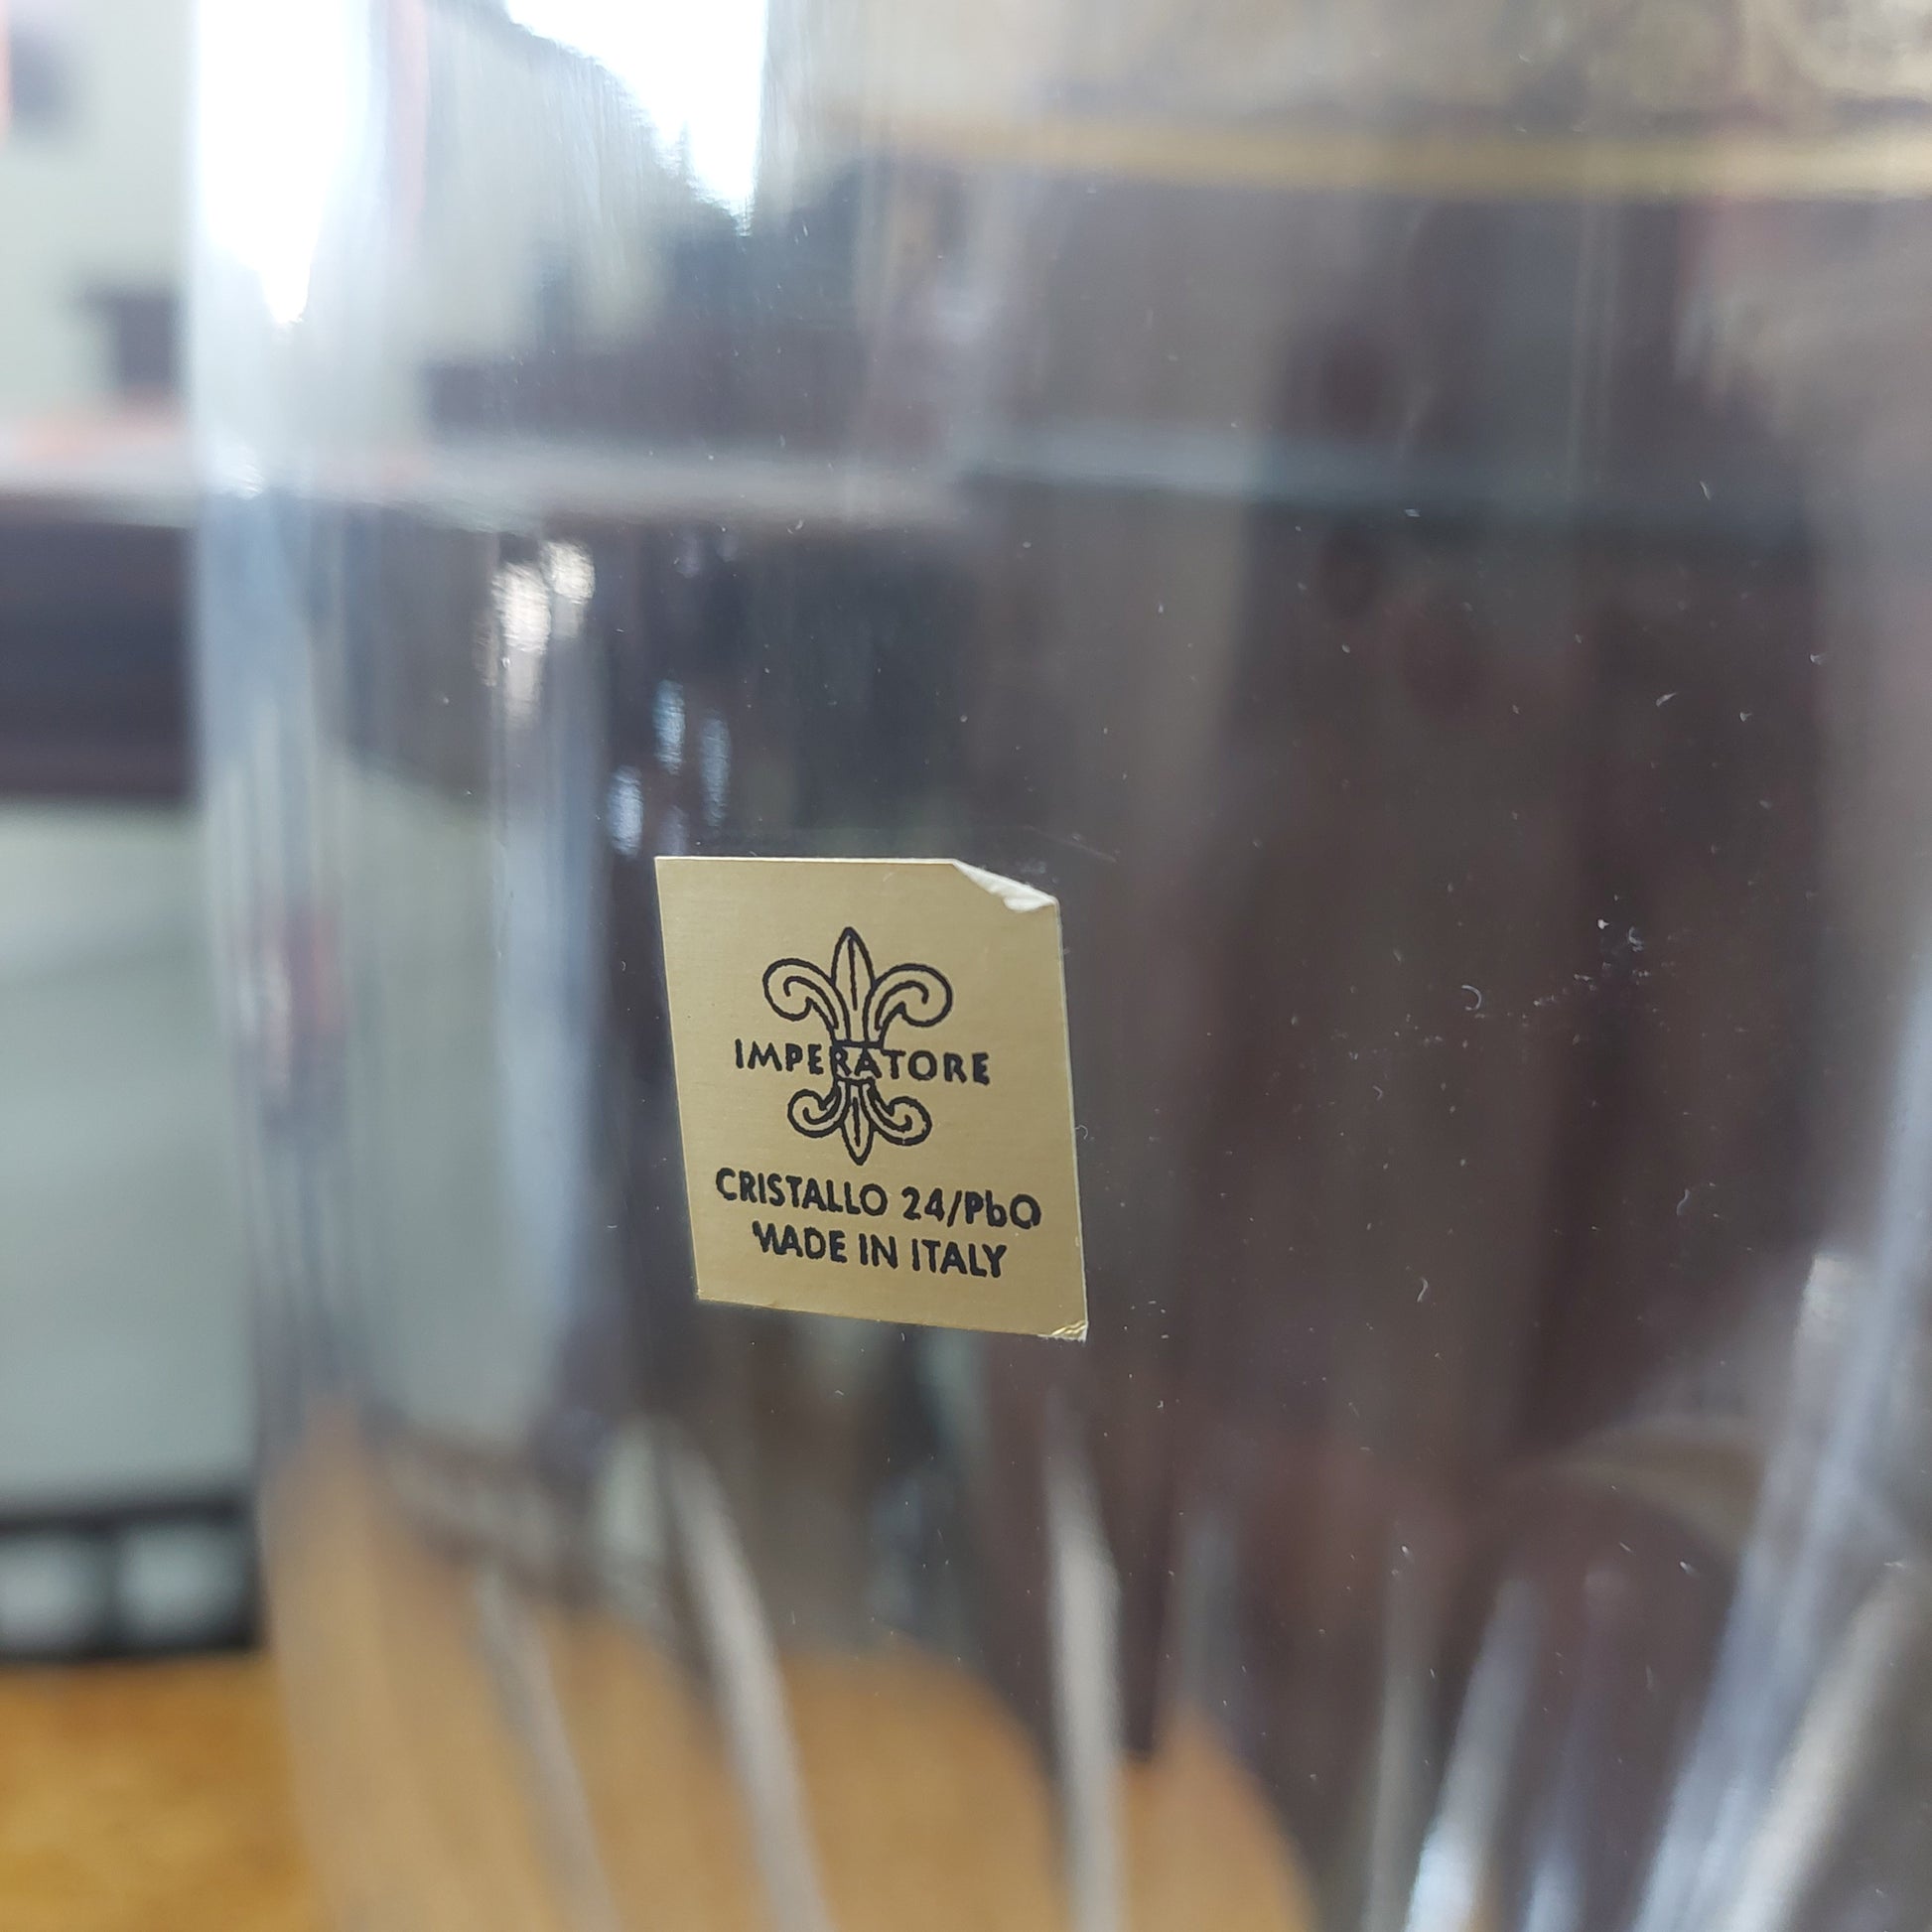 IMPERATORE
CRISTALLO 24/PbO
MADE IN ITALY